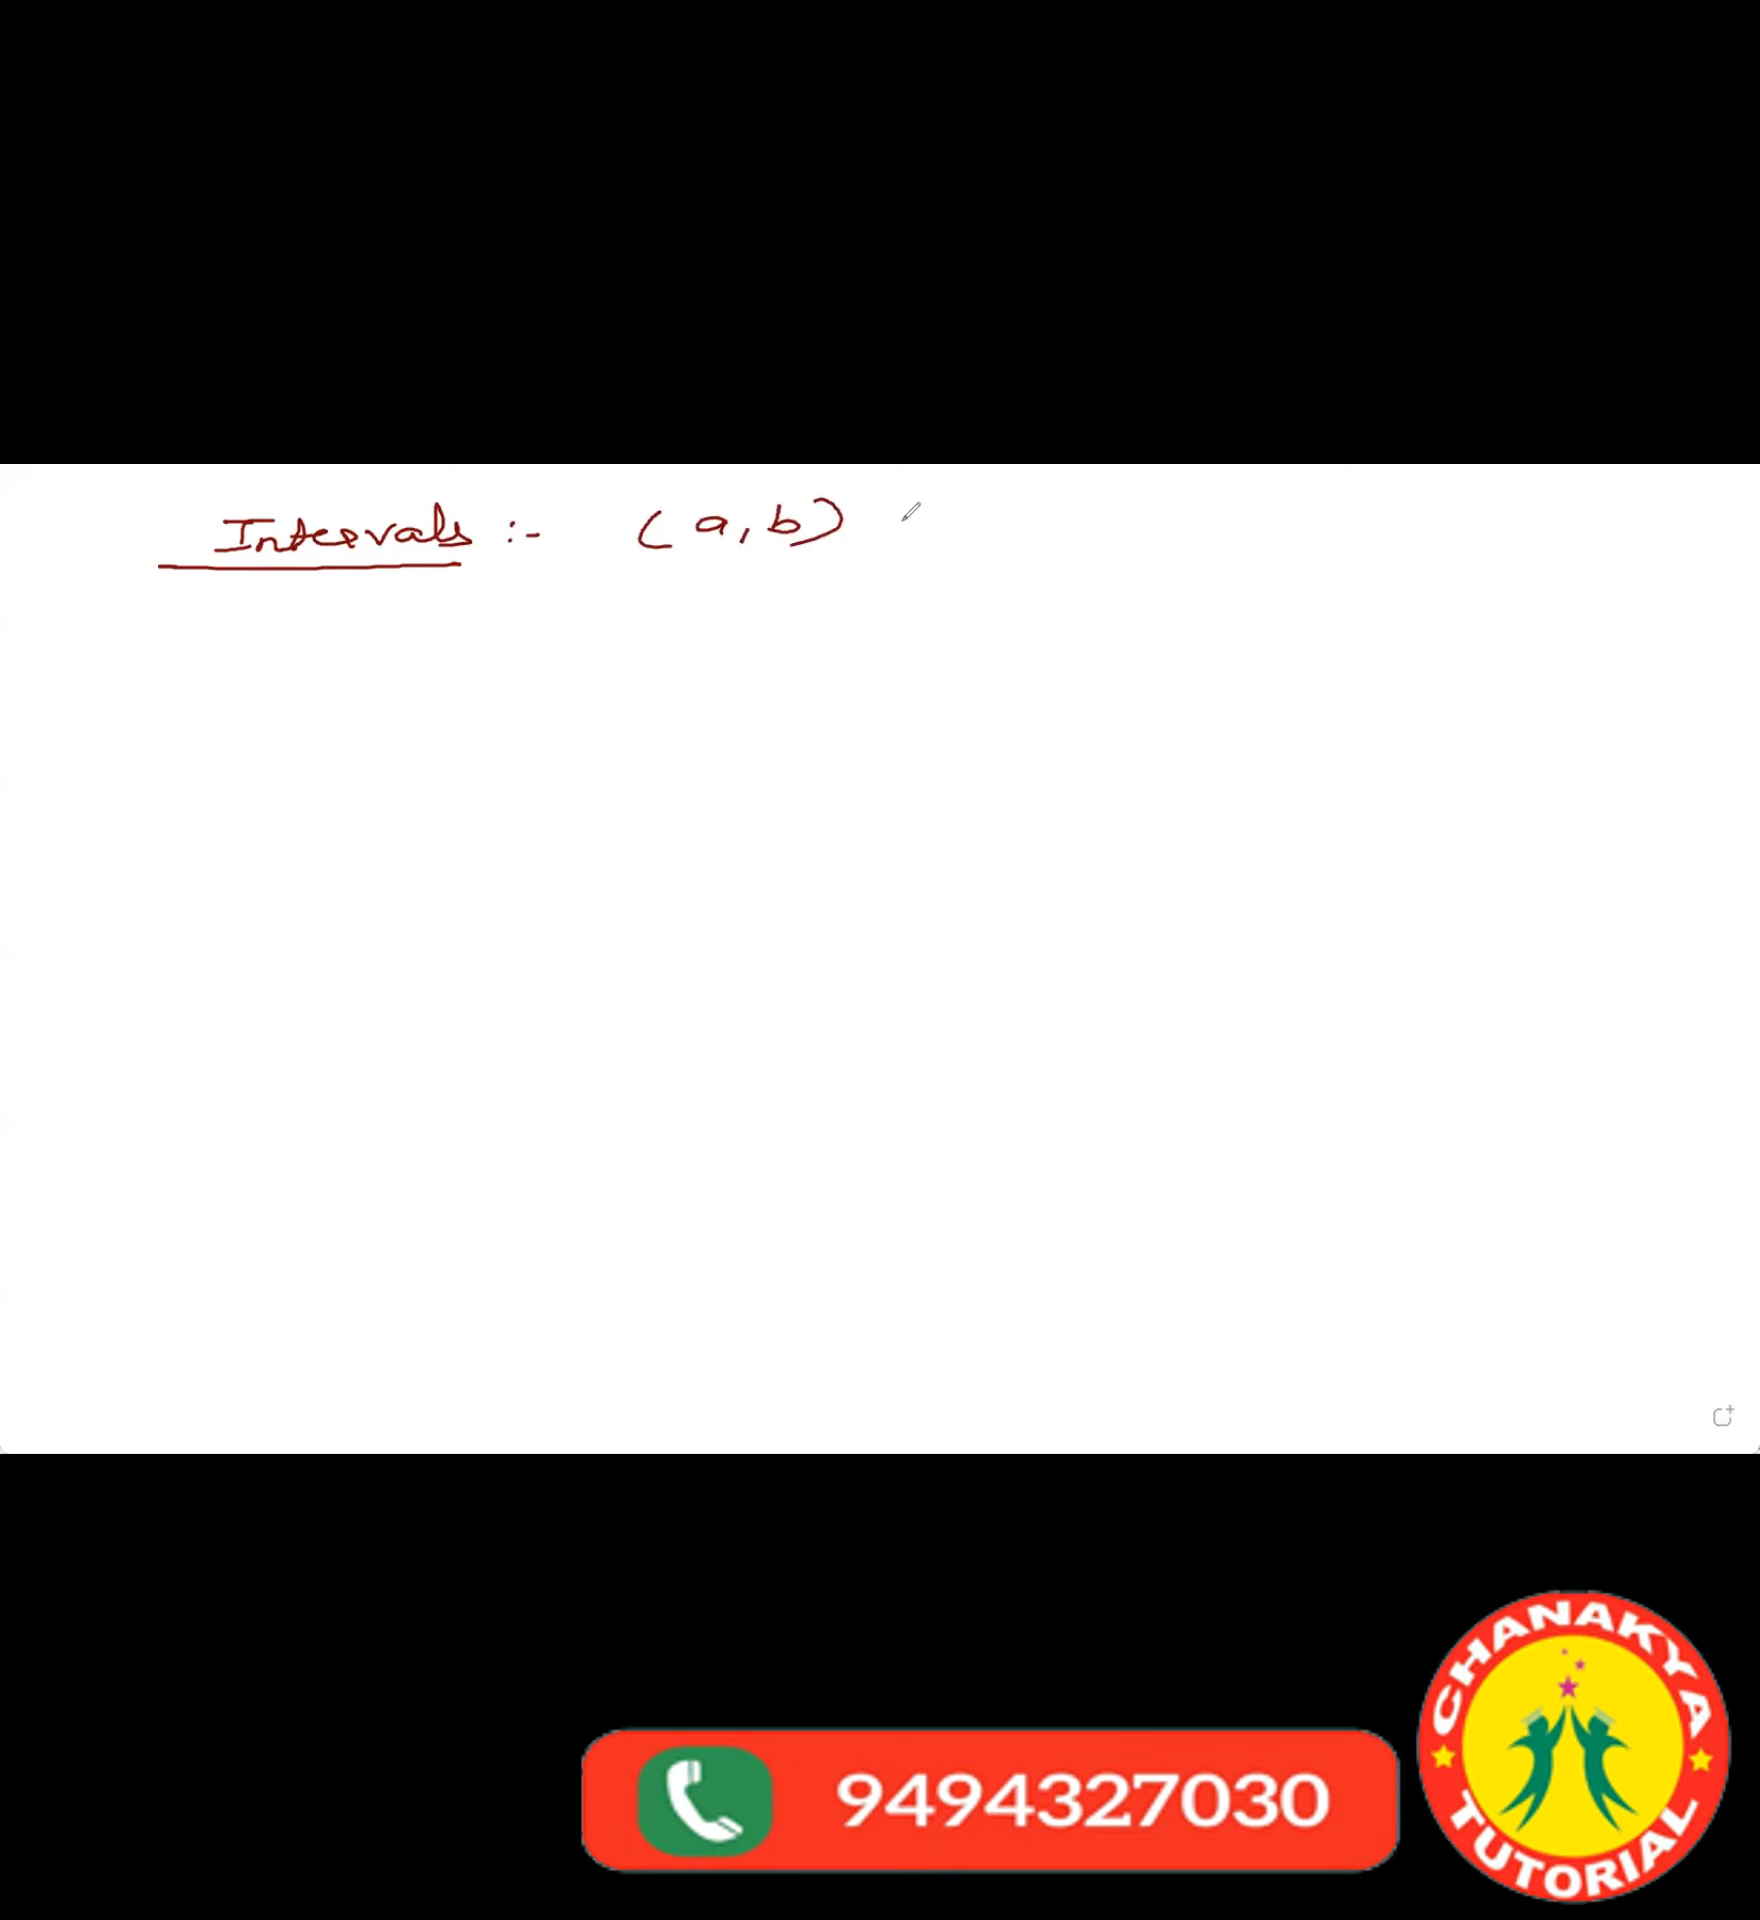 Intervals :- (a, b)
9494327030
CHANAKYA
TUTORIAL